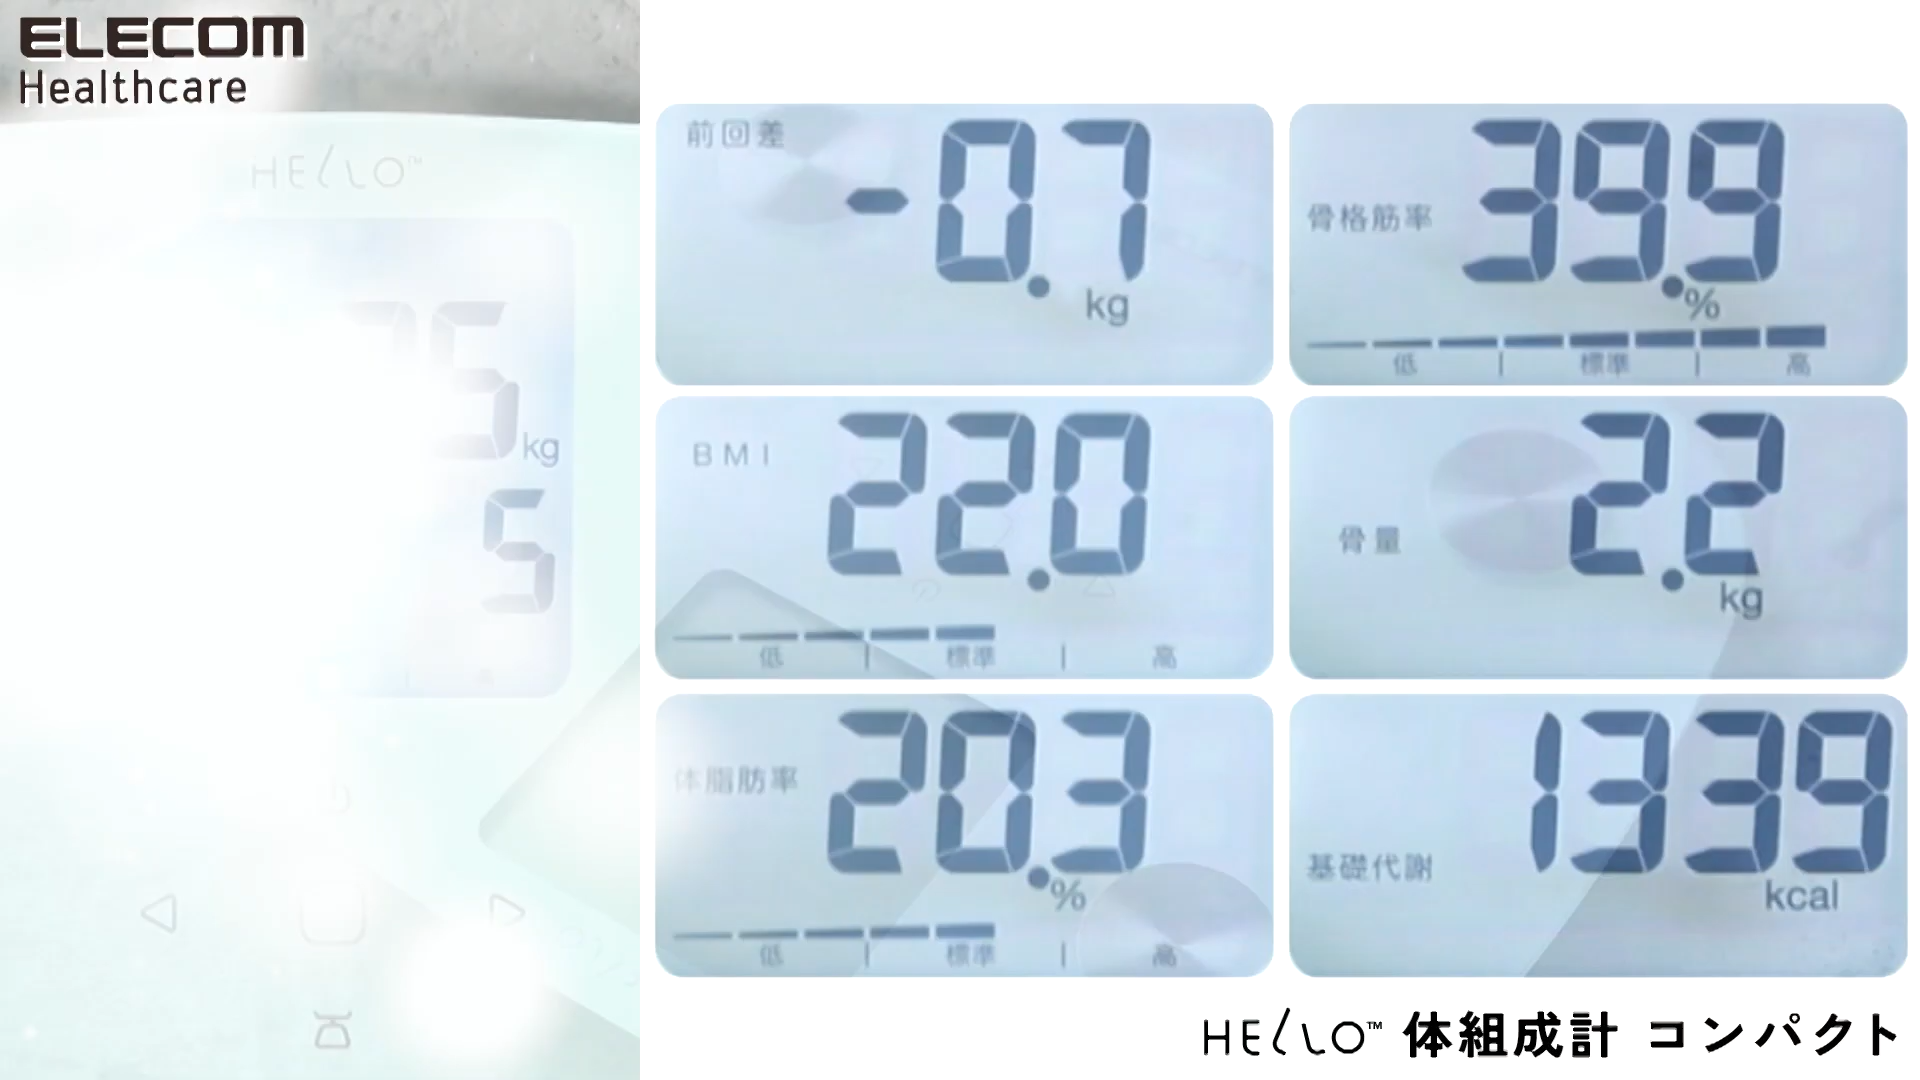 ELECOM
Healthcare
HELLO™
5 kg
5
前回差
-0.7
kg
骨格筋率
39.9
%
低 標準 高
BMI
22.0
低 標準 高
骨量
2.2
kg
体脂肪率
20.3
%
低 標準 高
基礎代謝
1339
kcal
HELLO™ 体組成計 コンパクト